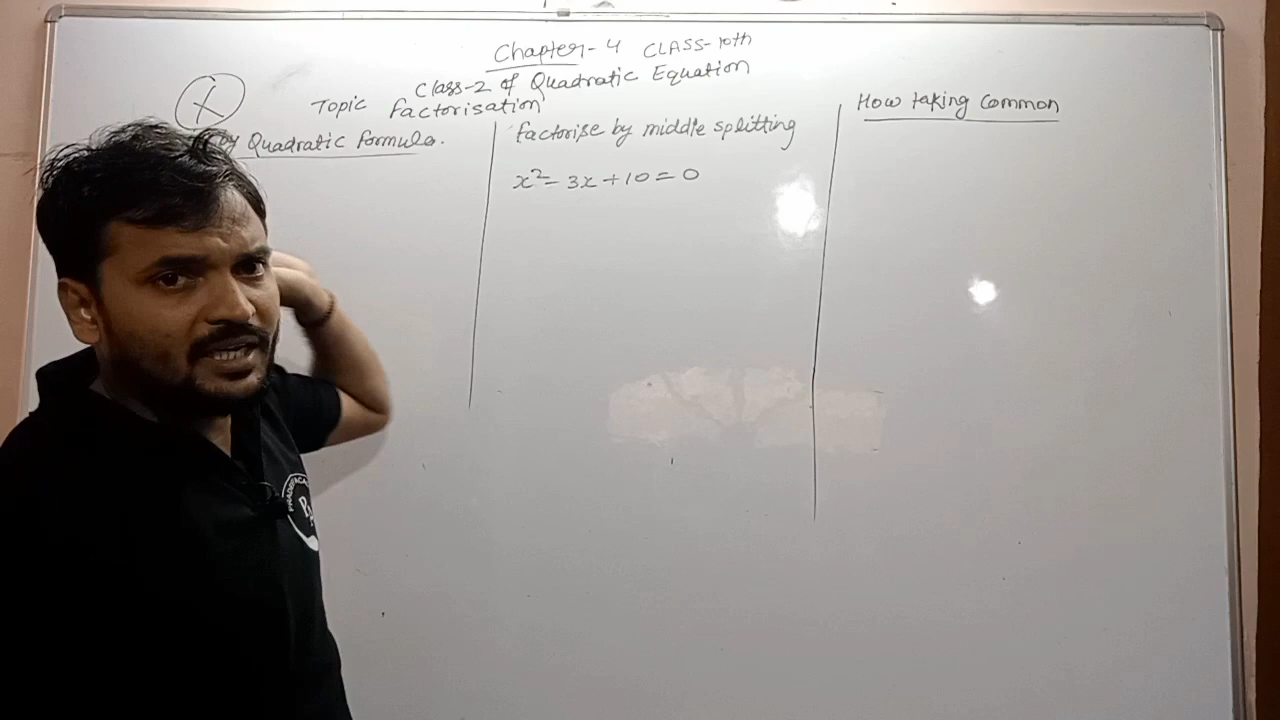 Chapter-4 CLASS-10th
Class-2 of Quadratic Equation
X
Topic Factorisation
by Quadratic formula.
factorise by middle splitting
x²- 3x + 10 = 0
How taking Common